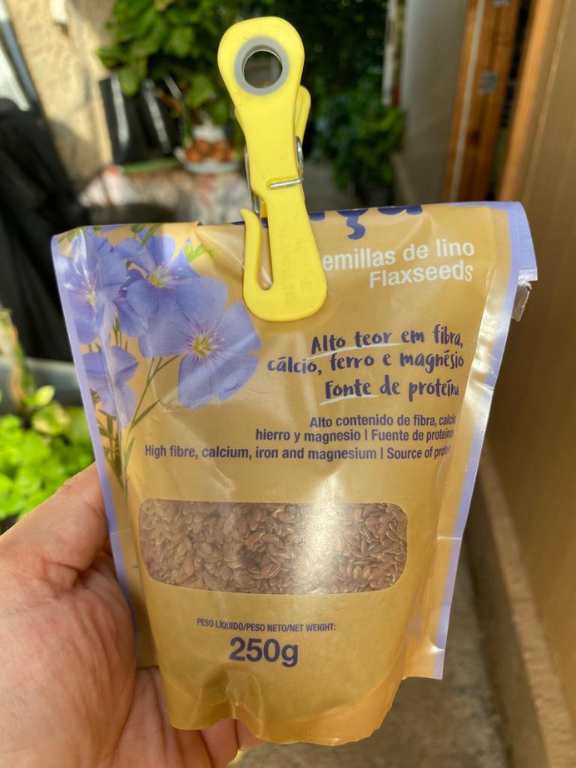 emillas de lino
Flaxseeds
Alto teor em fibra,
cálcio, ferro e magnésio
Fonte de proteína
Alto contenido de fibra, calcio
hierro y magnesio | Fuente de proteínas
High fibre, calcium, iron and magnesium | Source of prot
PESO LÍQUIDO/PESO NETO/NET WEIGHT:
250g